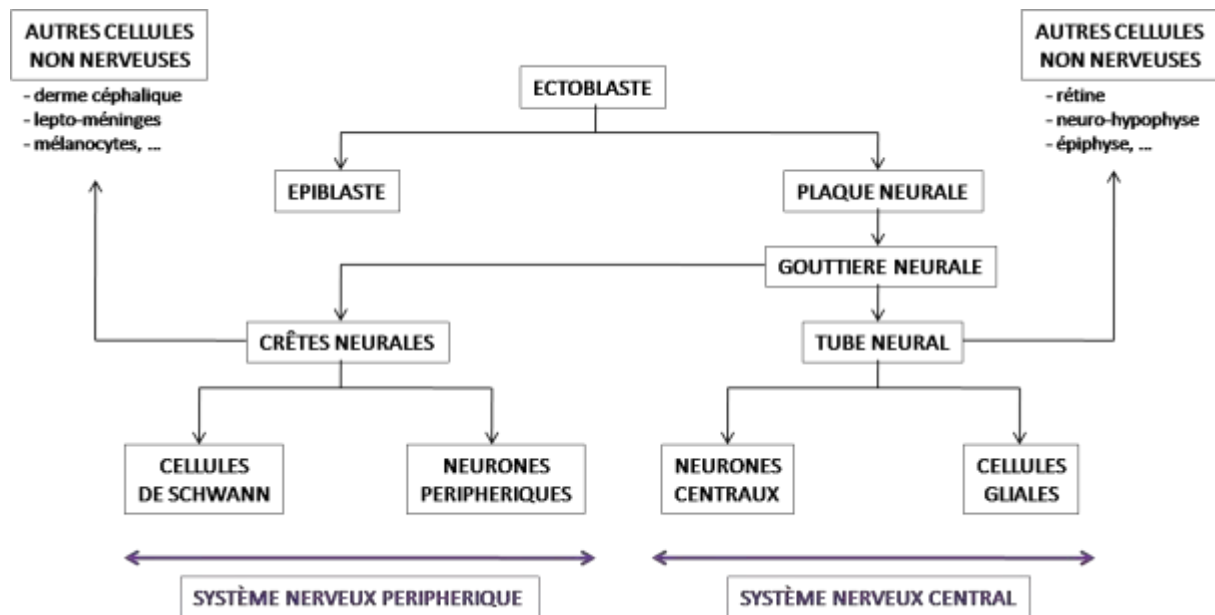 AUTRES CELLULES
NON NERVEUSES
- derme céphalique
- lepto-méninges
- mélanocytes, ...
AUTRES CELLULES
NON NERVEUSES
- rétine
- neuro-hypophyse
- épiphyse, ...
ECTOBLASTE
EPIBLASTE
PLAQUE NEURALE
GOUTTIERE NEURALE
CRÊTES NEURALES
TUBE NEURAL
CELLULES
DE SCHWANN
NEURONES
PERIPHERIQUES
NEURONES
CENTRAUX
CELLULES
GLIALES
SYSTÈME NERVEUX PERIPHERIQUE
SYSTÈME NERVEUX CENTRAL